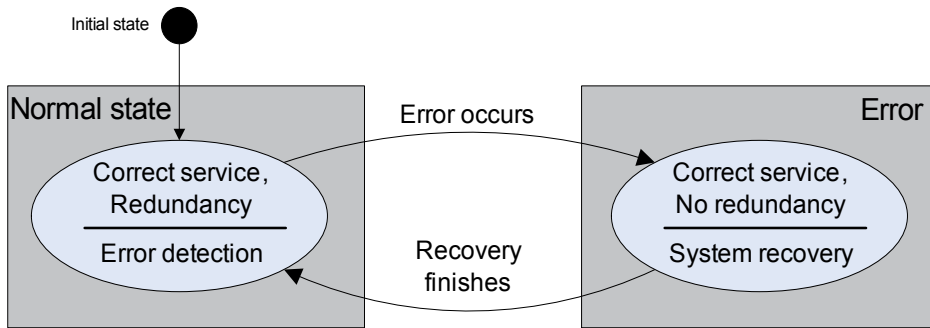 Initial state
Normal state
Error occurs
Error
Correct service,
Redundancy
Error detection
Correct service,
No redundancy
System recovery
Recovery
finishes